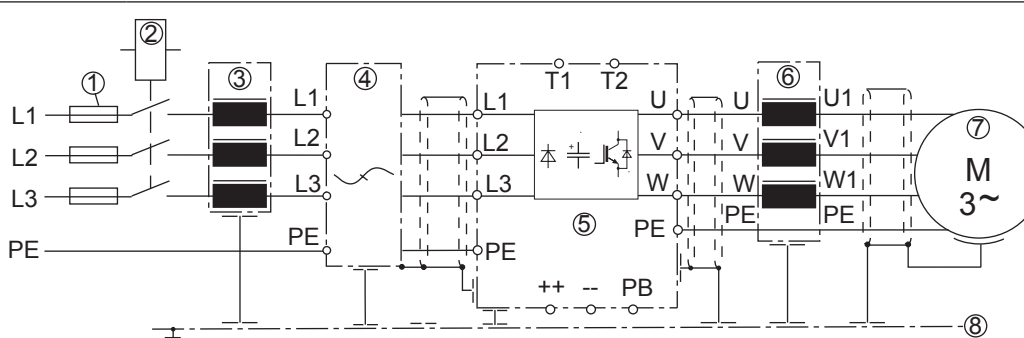 ②
① ③ ④ T1 T2 ⑥
L1 L1 L1 U U U1 ⑦
L2 L2 L2 V V V1 M
L3 L3 L3 W W W1 3~
PE PE PE ⑤ PE PE PE
++ -- PB
⑧